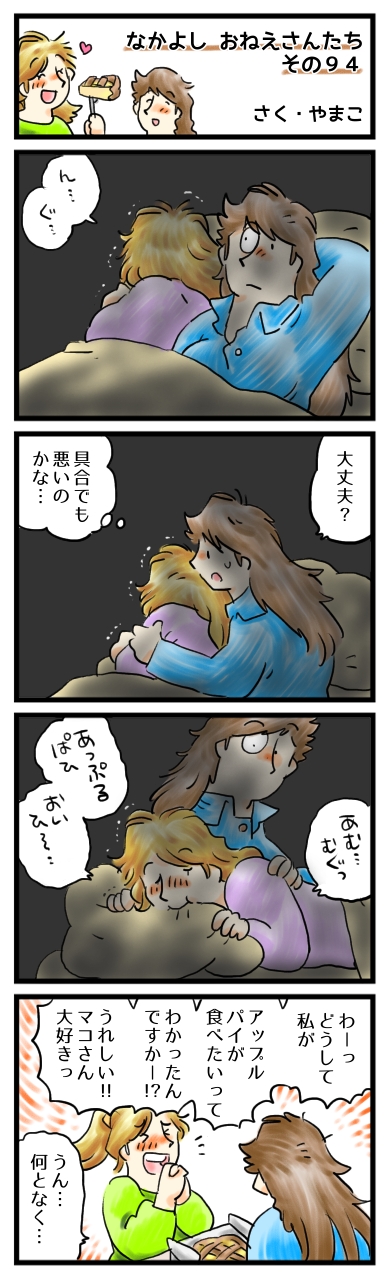 なかよし おねえさんたち
その９４
さく・やまこ
ん…
ぐ…
大丈夫？
具合でも
悪いの
かな…
あむ…
むぐっ
あっぷる
ぱひ
おいひ〜…
わーっ
どうして
私が
アップル
パイが
食べたいって
わかったん
ですかー!?
うれしい!!
マコさん
大好きっ
うん…
何となく…